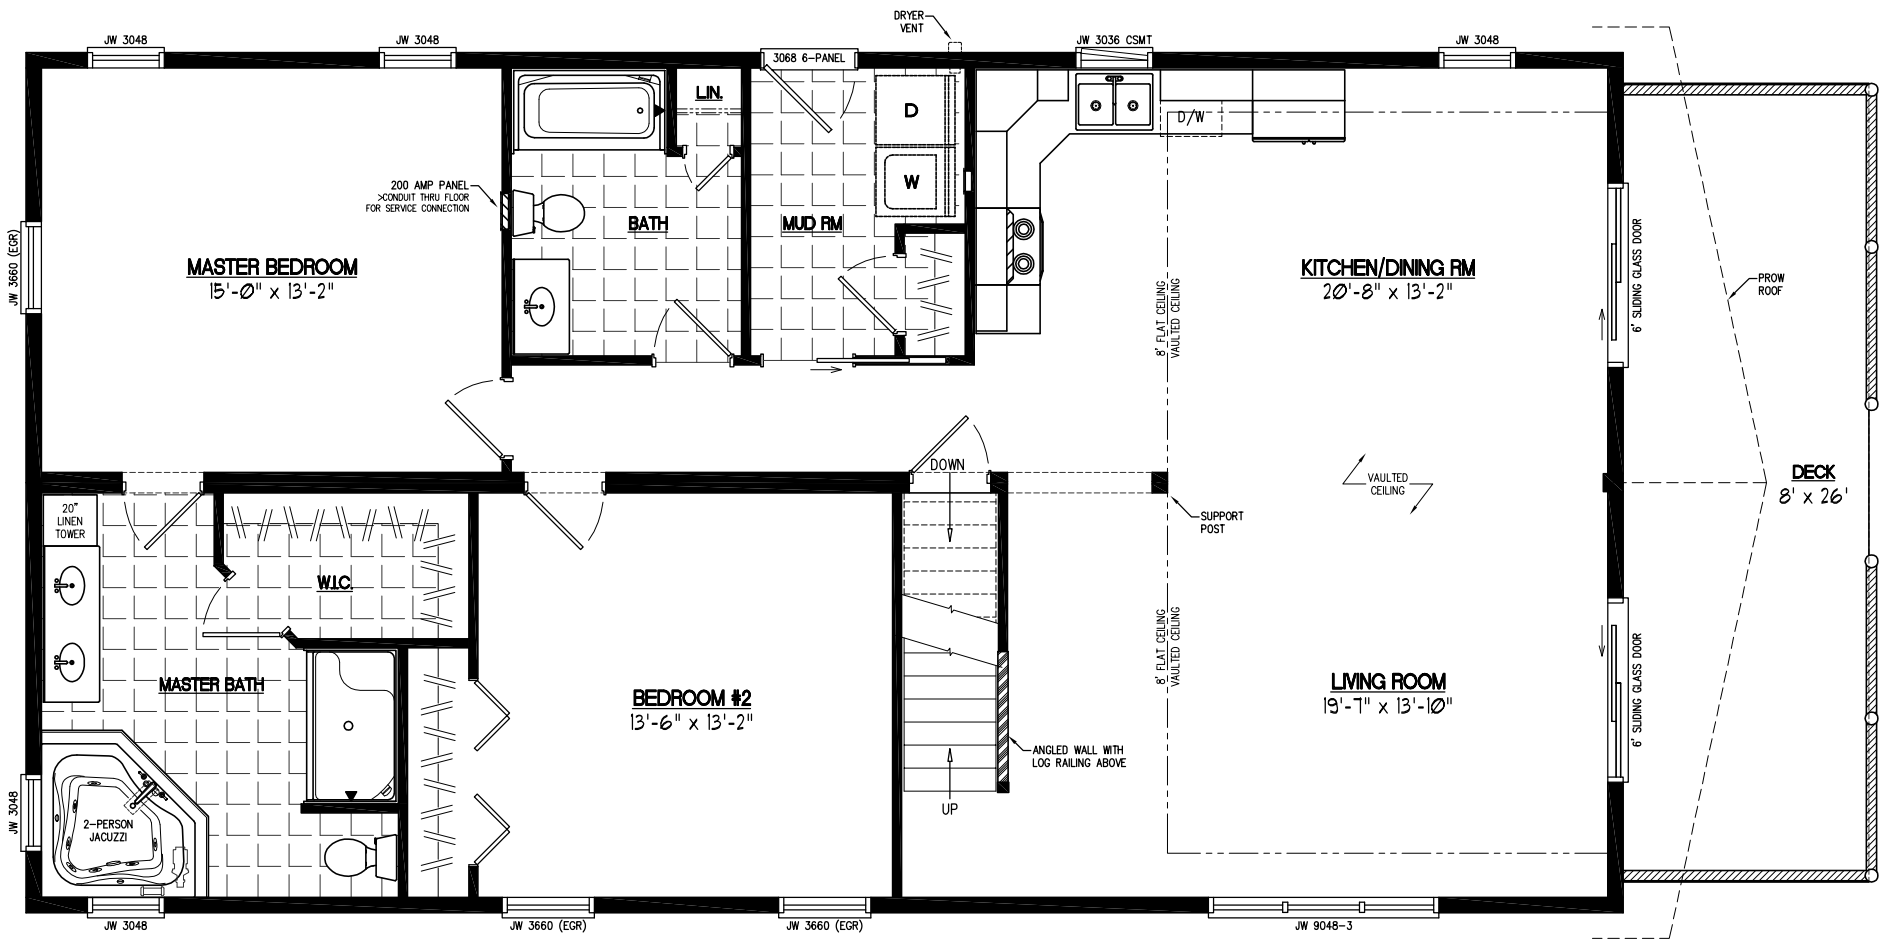 DRYER
VENT
JW 3048
JW 3048
3068 6-PANEL
JW 3036 CSMT
JW 3048
LIN.
D
D/W
W
200 AMP PANEL
>CONDUIT THRU FLOOR
FOR SERVICE CONNECTION
BATH
MUD RM
JW 3660 (EGR)
MASTER BEDROOM
15'-0" x 13'-2"
KITCHEN/DINING RM
20'-8" x 13'-2"
8' FLAT CEILING
VAULTED CEILING
6' SLIDING GLASS DOOR
PROW
ROOF
DOWN
VAULTED
CEILING
DECK
8' x 26'
20"
LINEN
TOWER
SUPPORT
POST
W.I.C.
MASTER BATH
BEDROOM #2
13'-6" x 13'-2"
8' FLAT CEILING
VAULTED CEILING
LIVING ROOM
19'-7" x 13'-10"
6' SLIDING GLASS DOOR
ANGLED WALL WITH
LOG RAILING ABOVE
UP
JW 3048
2-PERSON
JACUZZI
JW 3048
JW 3660 (EGR)
JW 3660 (EGR)
JW 9048-3